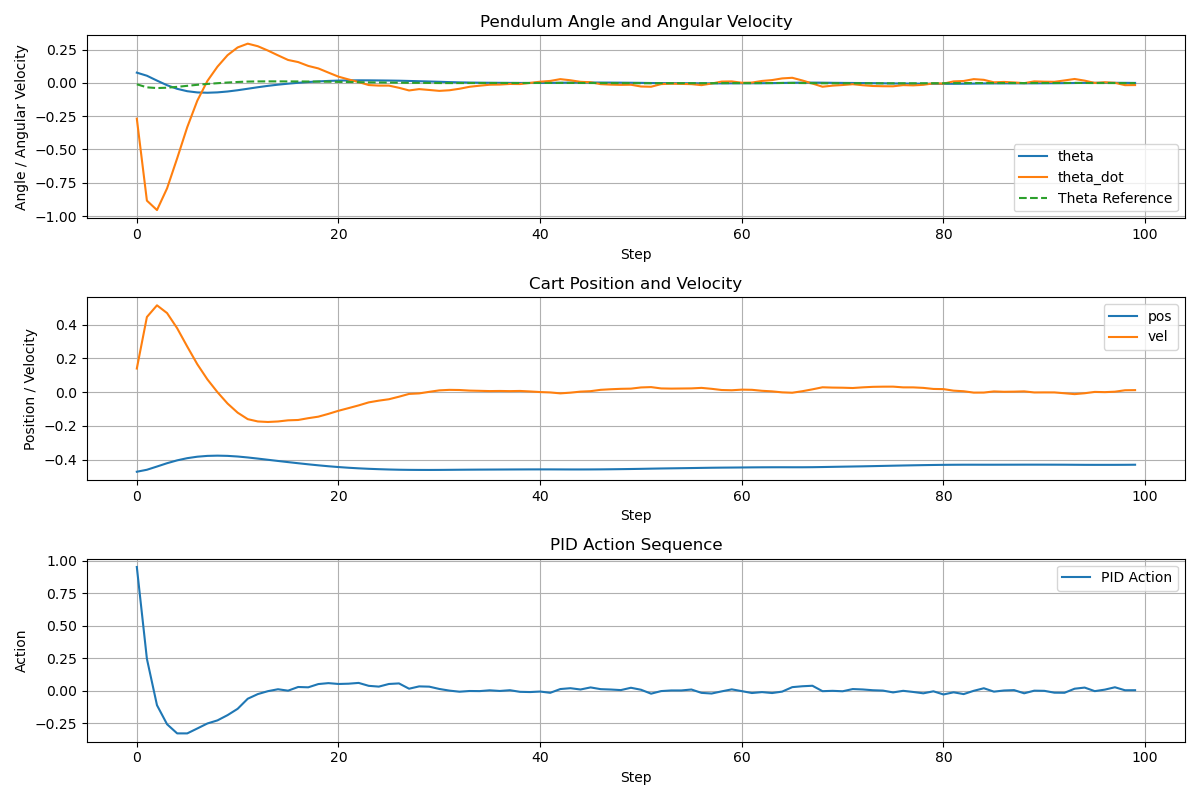 Pendulum Angle and Angular Velocity
Angle / Angular Velocity
0.25
0.00
−0.25
−0.50
−0.75
−1.00
theta
theta_dot
Theta Reference
0 20 40 60 80 100
Step
Cart Position and Velocity
Position / Velocity
0.4
0.2
0.0
−0.2
−0.4
pos
vel
0 20 40 60 80 100
Step
PID Action Sequence
Action
1.00
0.75
0.50
0.25
0.00
−0.25
PID Action
0 20 40 60 80 100
Step